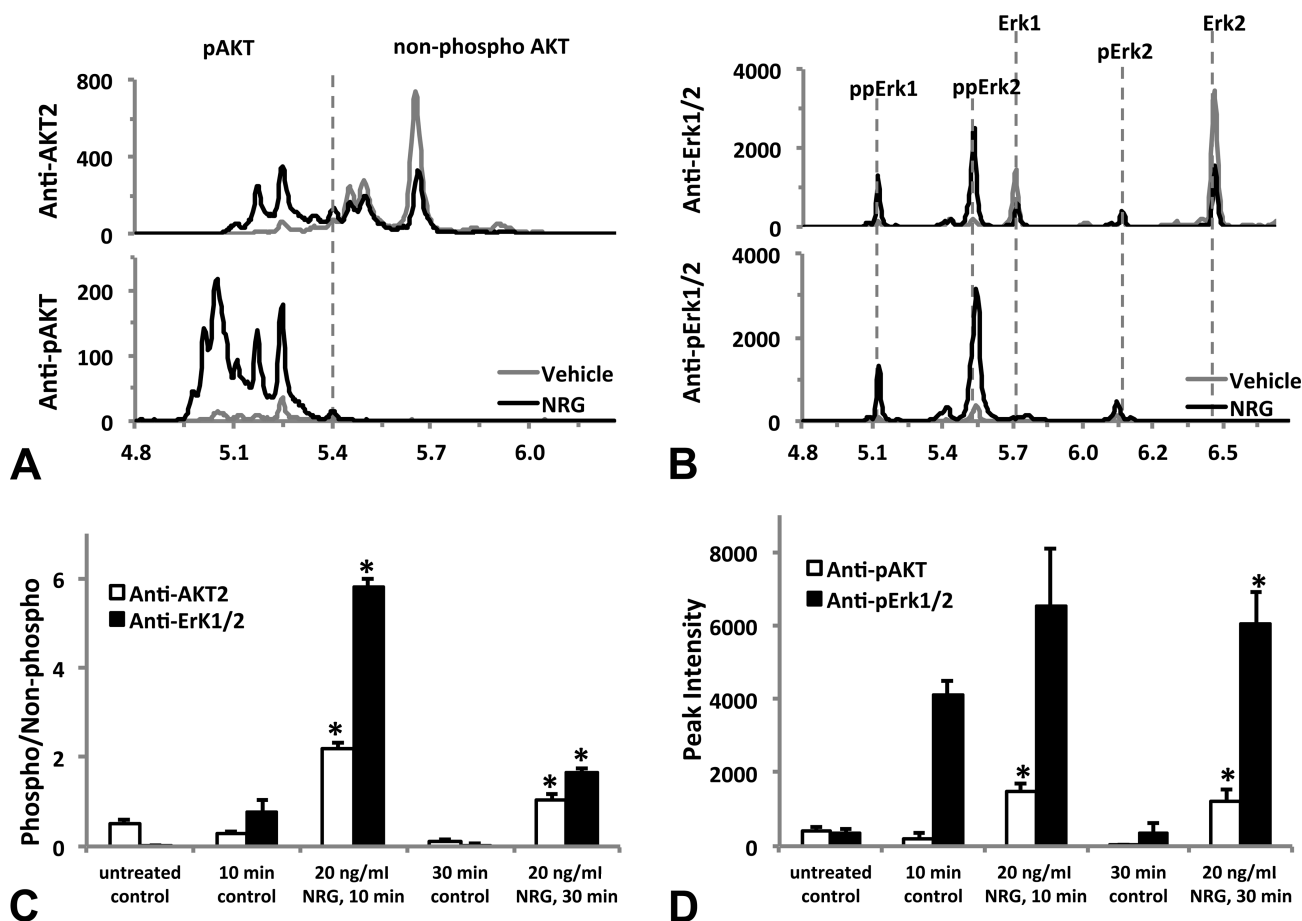 pAKT
non-phospho AKT
Anti-AKT2
800
400
0
Anti-pAKT
200
100
0
Vehicle
NRG
4.8 5.1 5.4 5.7 6.0
A
Erk1
Erk2
pErk2
ppErk1
ppErk2
Anti-Erk1/2
4000
2000
0
Anti-pErk1/2
4000
2000
0
Vehicle
NRG
4.8 5.1 5.4 5.7 6.0 6.2 6.5
B
Phospho/Non-phospho
6
4
2
0
Anti-AKT2
Anti-ErK1/2
*
*
*
*
untreated control
10 min control
20 ng/ml NRG, 10 min
30 min control
20 ng/ml NRG, 30 min
C
Peak Intensity
8000
6000
4000
2000
0
Anti-pAKT
Anti-pErk1/2
*
*
*
untreated control
10 min control
20 ng/ml NRG, 10 min
30 min control
20 ng/ml NRG, 30 min
D